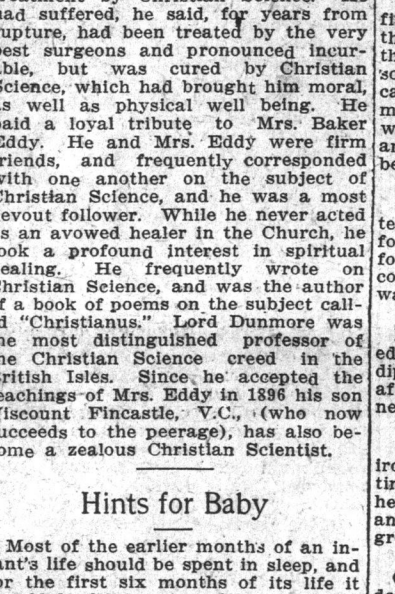 had suffered, he said, for years from
rupture, had been treated by the very
best surgeons and pronounced incur-
able, but was cured by Christian
Science, which had brought him moral,
as well as physical well being. He
paid a loyal tribute to Mrs. Baker
Eddy. He and Mrs. Eddy were firm
friends, and frequently corresponded
with one another on the subject of
Christian Science, and he was a most
devout follower. While he never acted
as an avowed healer in the Church, he
took a profound interest in spiritual
healing. He frequently wrote on
Christian Science, and was the author
of a book of poems on the subject call-
ed "Christianus." Lord Dunmore was
the most distinguished professor of
the Christian Science creed in the
British Isles. Since he accepted the
teachings of Mrs. Eddy in 1896 his son
Viscount Fincastle, V.C., (who now
succeeds to the peerage), has also be-
come a zealous Christian Scientist.
Hints for Baby
Most of the earlier months of an in-
fant's life should be spent in sleep, and
for the first six months of its life it